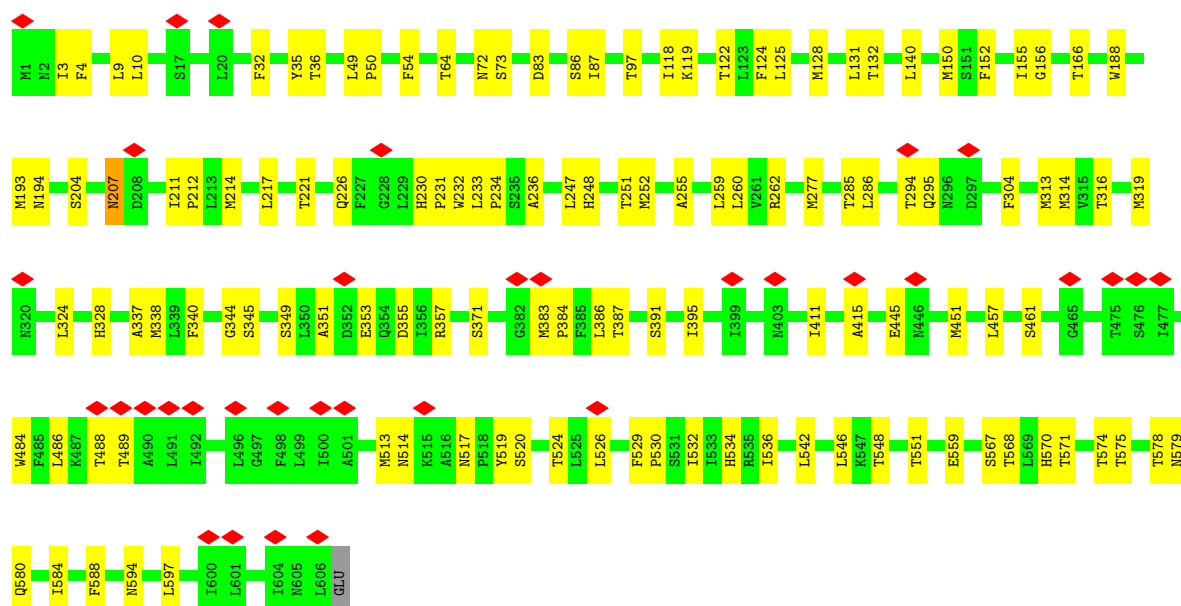 M1 N2 I3 F4 L9 L10 S17 L20 F32 Y35 T36 L49 P50 F54 T64 N72 S73 D83 S86 I87 T97 I118 K119 T122 L123 F124 L125 M128 L131 T132 L140 M150 S151 F152 I155 G156 T166 W188
M193 N194 S204 N207 D208 I211 P212 L213 M214 L217 T221 Q226 F227 G228 L229 H230 P231 W232 L233 P234 S235 A236 L247 H248 T251 M252 A255 L259 L260 V261 R262 M277 T285 L286 T294 Q295 N296 D297 F304 M313 M314 V315 T316 M319
N320 L324 H328 A337 M338 L339 F340 G344 S345 S349 L350 A351 D352 E353 Q354 D355 I356 R357 S371 G382 M383 P384 F385 L386 T387 S391 I395 I399 N403 I411 A415 E445 N446 M451 L457 S461 G465 T475 S476 I477
W484 F485 L486 K487 T488 T489 A490 L491 I492 L496 G497 F498 L499 I500 A501 M513 N514 K515 A516 N517 P518 Y519 S520 T524 L525 L526 F529 P530 S531 I532 I533 H534 R535 I536 L542 L546 K547 T548 T551 E559 S567 T568 L569 H570 T571 T574 T575 T578 N579
Q580 I584 F588 N594 L597 I600 L601 I604 N605 L606 GLU